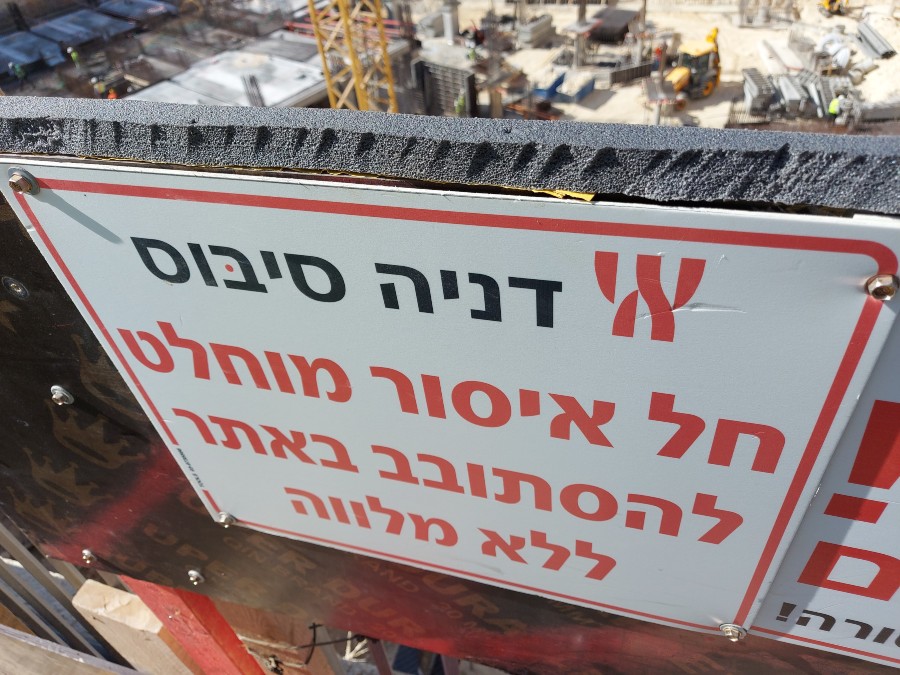 דניה סיבוס
חל איסור מוחלט
להסתובב באתר
ללא מלווה